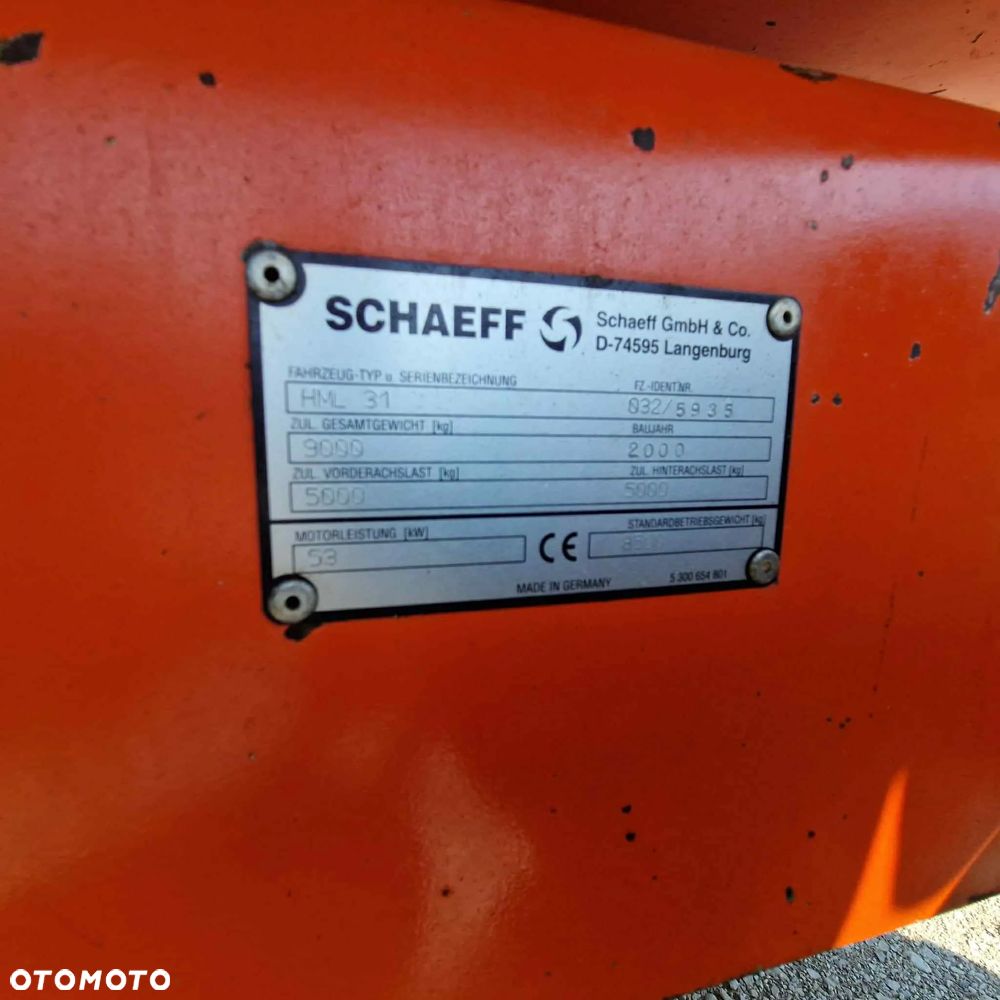 SCHAEFF
Schaeff GmbH & Co.
D-74595 Langenburg
FAHRZEUG-TYP u. SERIENBEZEICHNUNG
FZ.-IDENT.NR.
HML 31
032/5935
ZUL. GESAMTGEWICHT [kg]
BAUJAHR
9000
2000
ZUL. VORDERACHSLAST [kg]
ZUL. HINTERACHSLAST [kg]
5000
5000
MOTORLEISTUNG [kW]
STANDARDBETRIEBSGEWICHT [kg]
53
CE
MADE IN GERMANY
5 300 654 801
OTOMOTO